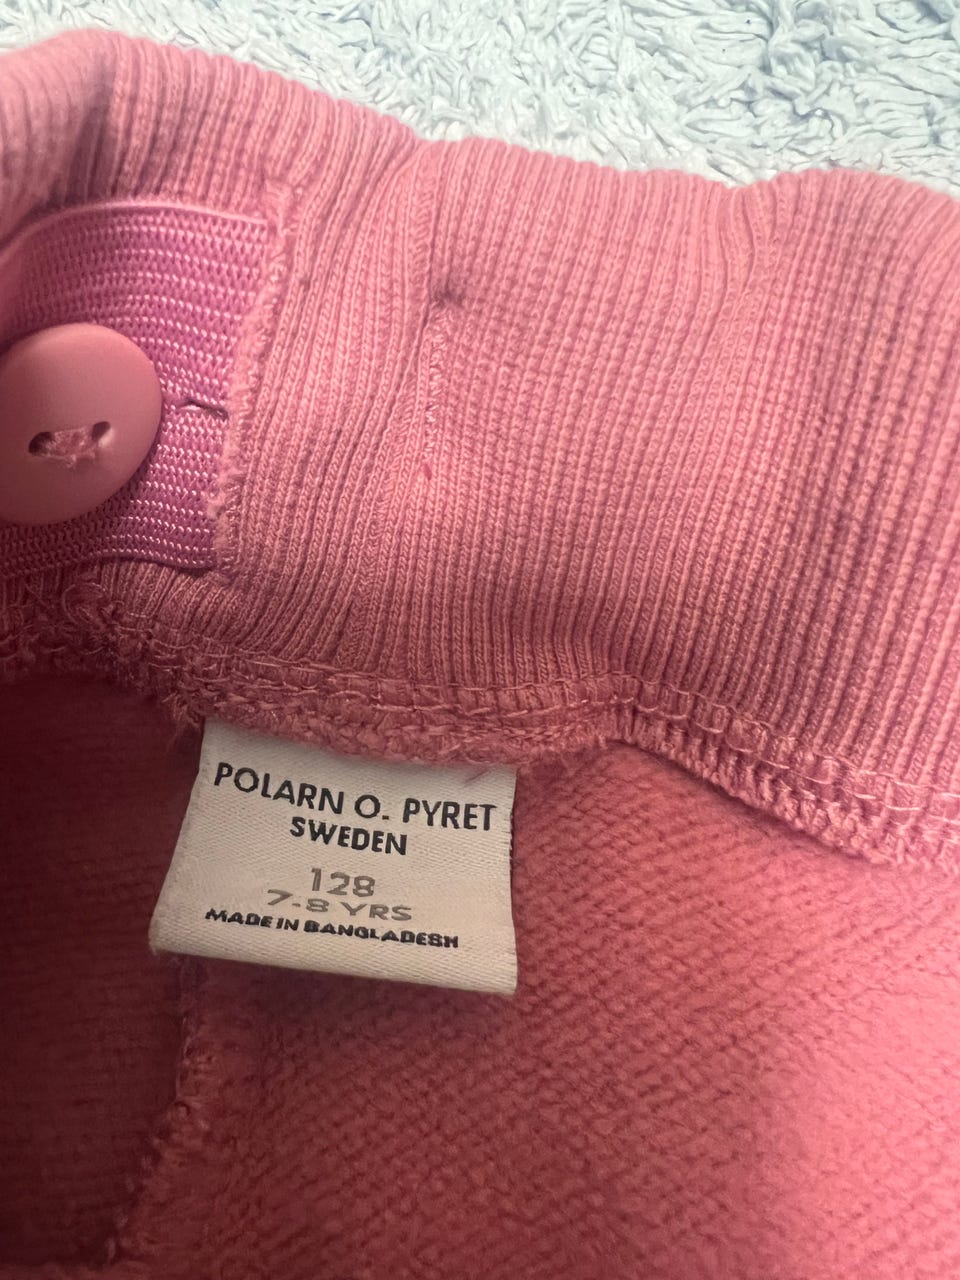 POLARN O. PYRET
SWEDEN
128
7-8 YRS
MADE IN BANGLADESH